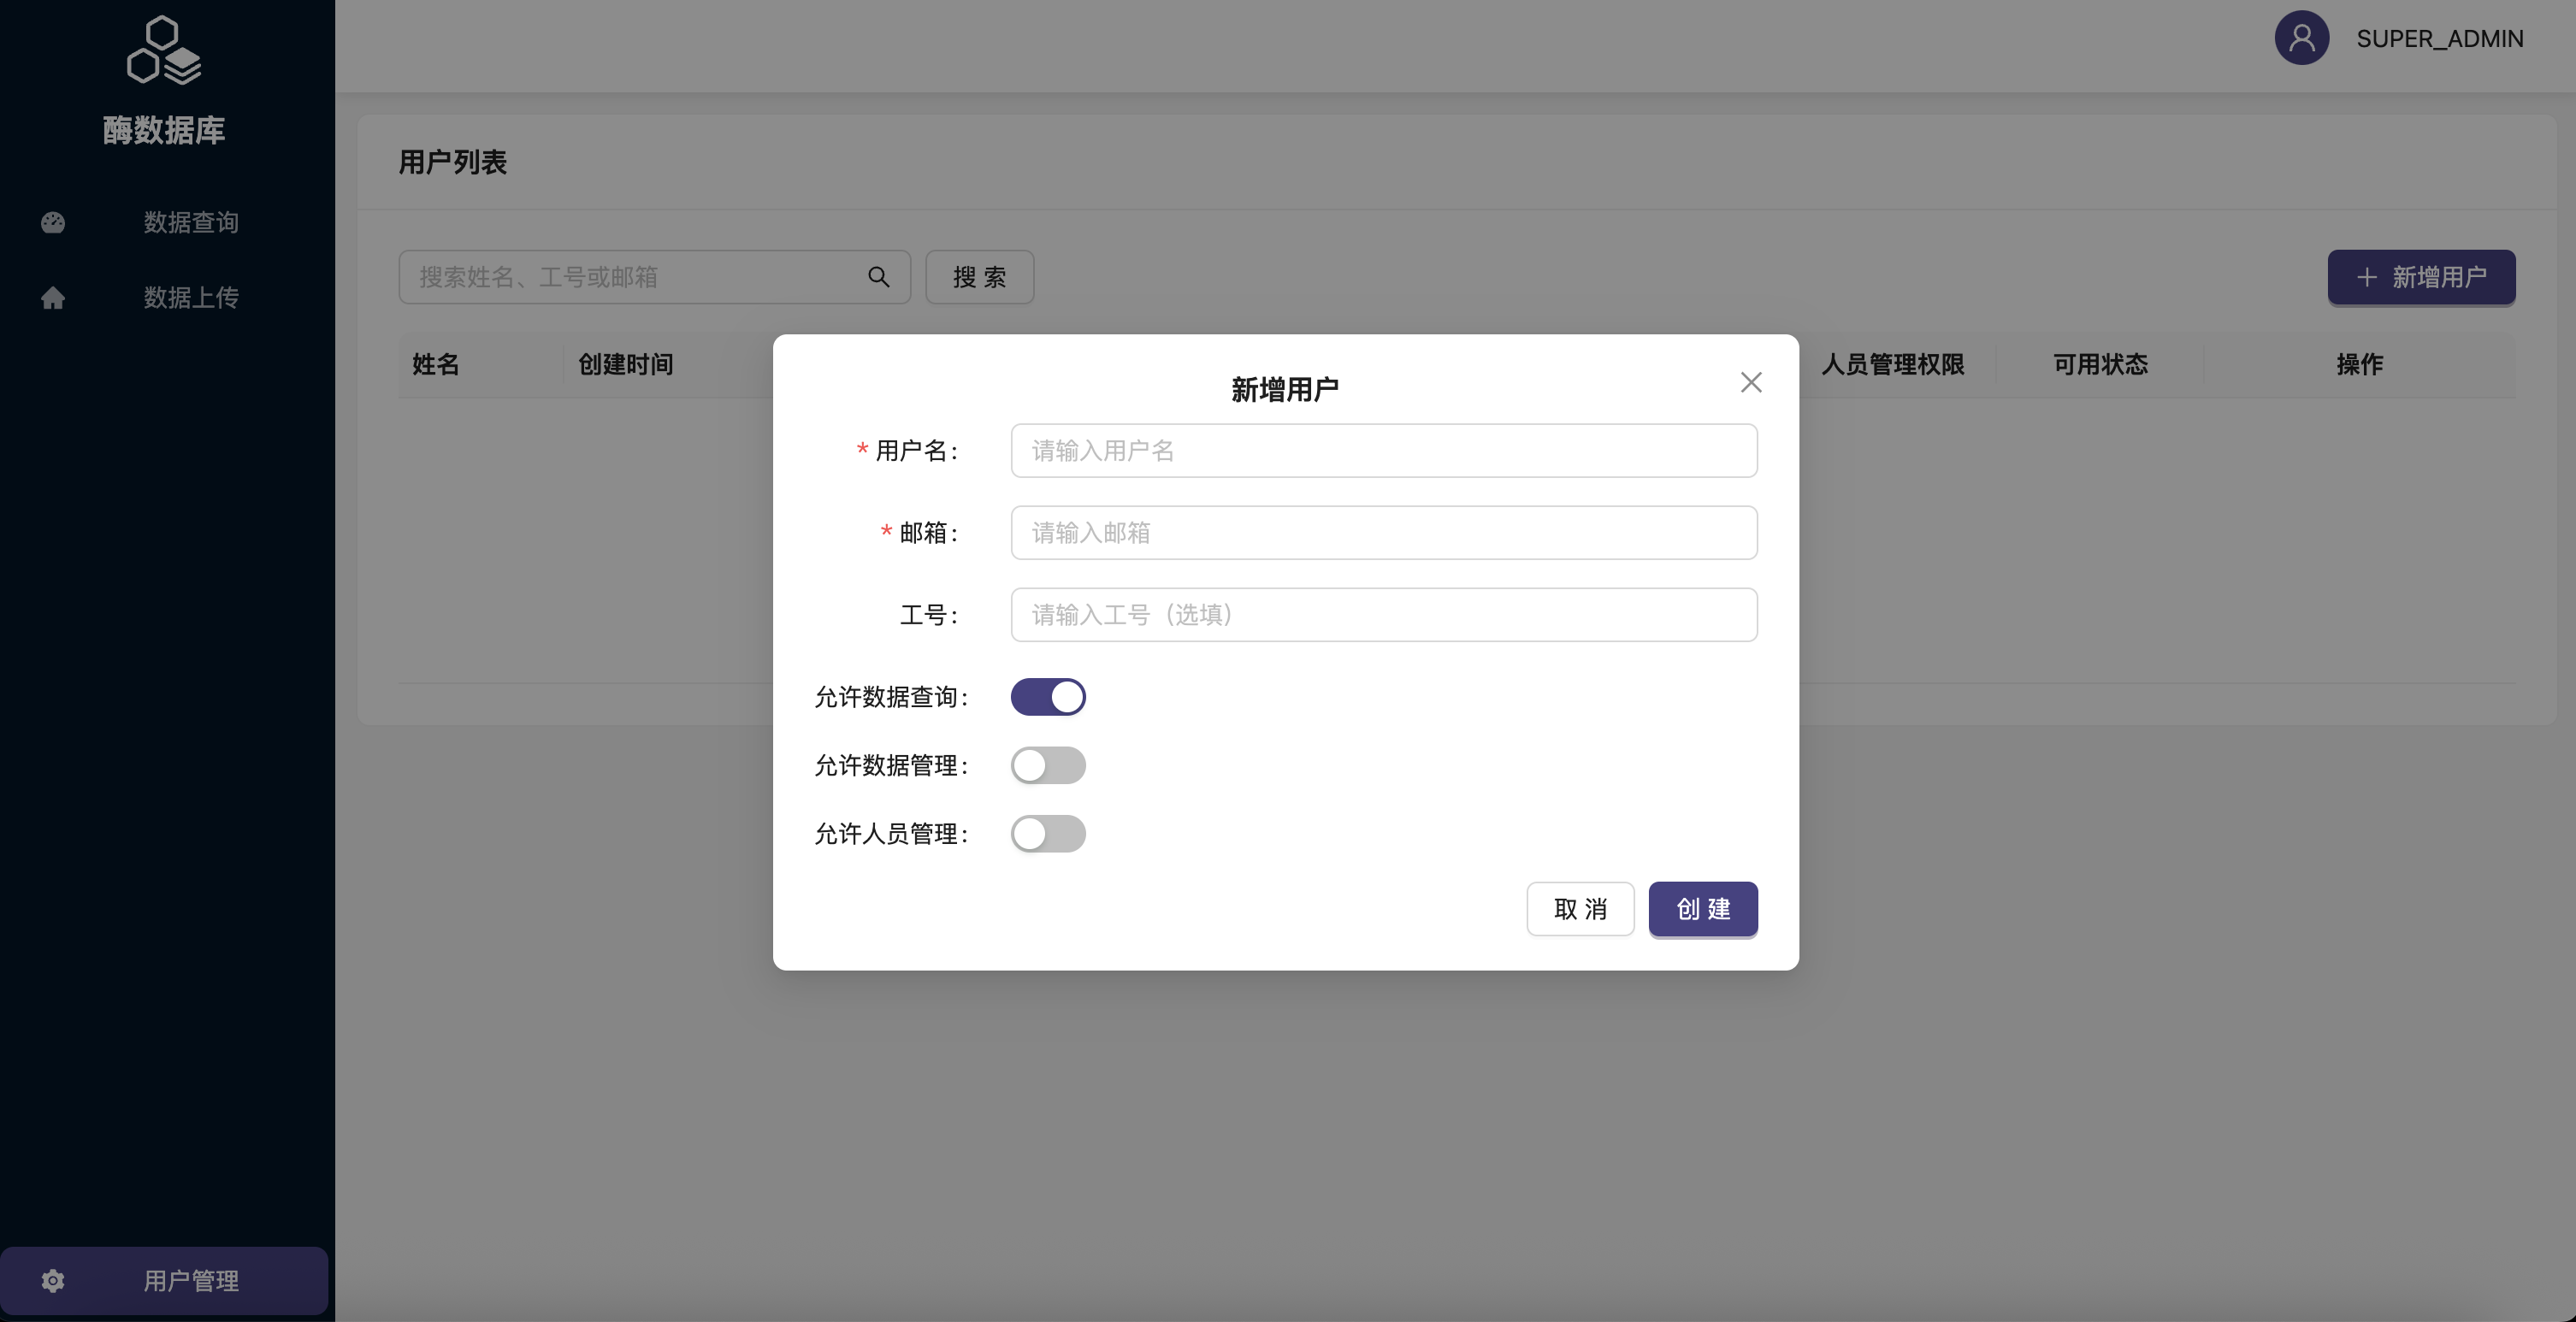 SUPER_ADMIN
酶数据库
数据查询
数据上传
用户管理
用户列表
搜索姓名、工号或邮箱
搜 索
新增用户
姓名
创建时间
人员管理权限
可用状态
操作
新增用户
* 用户名：
请输入用户名
* 邮箱：
请输入邮箱
工号：
请输入工号（选填）
允许数据查询：
允许数据管理：
允许人员管理：
取 消
创 建